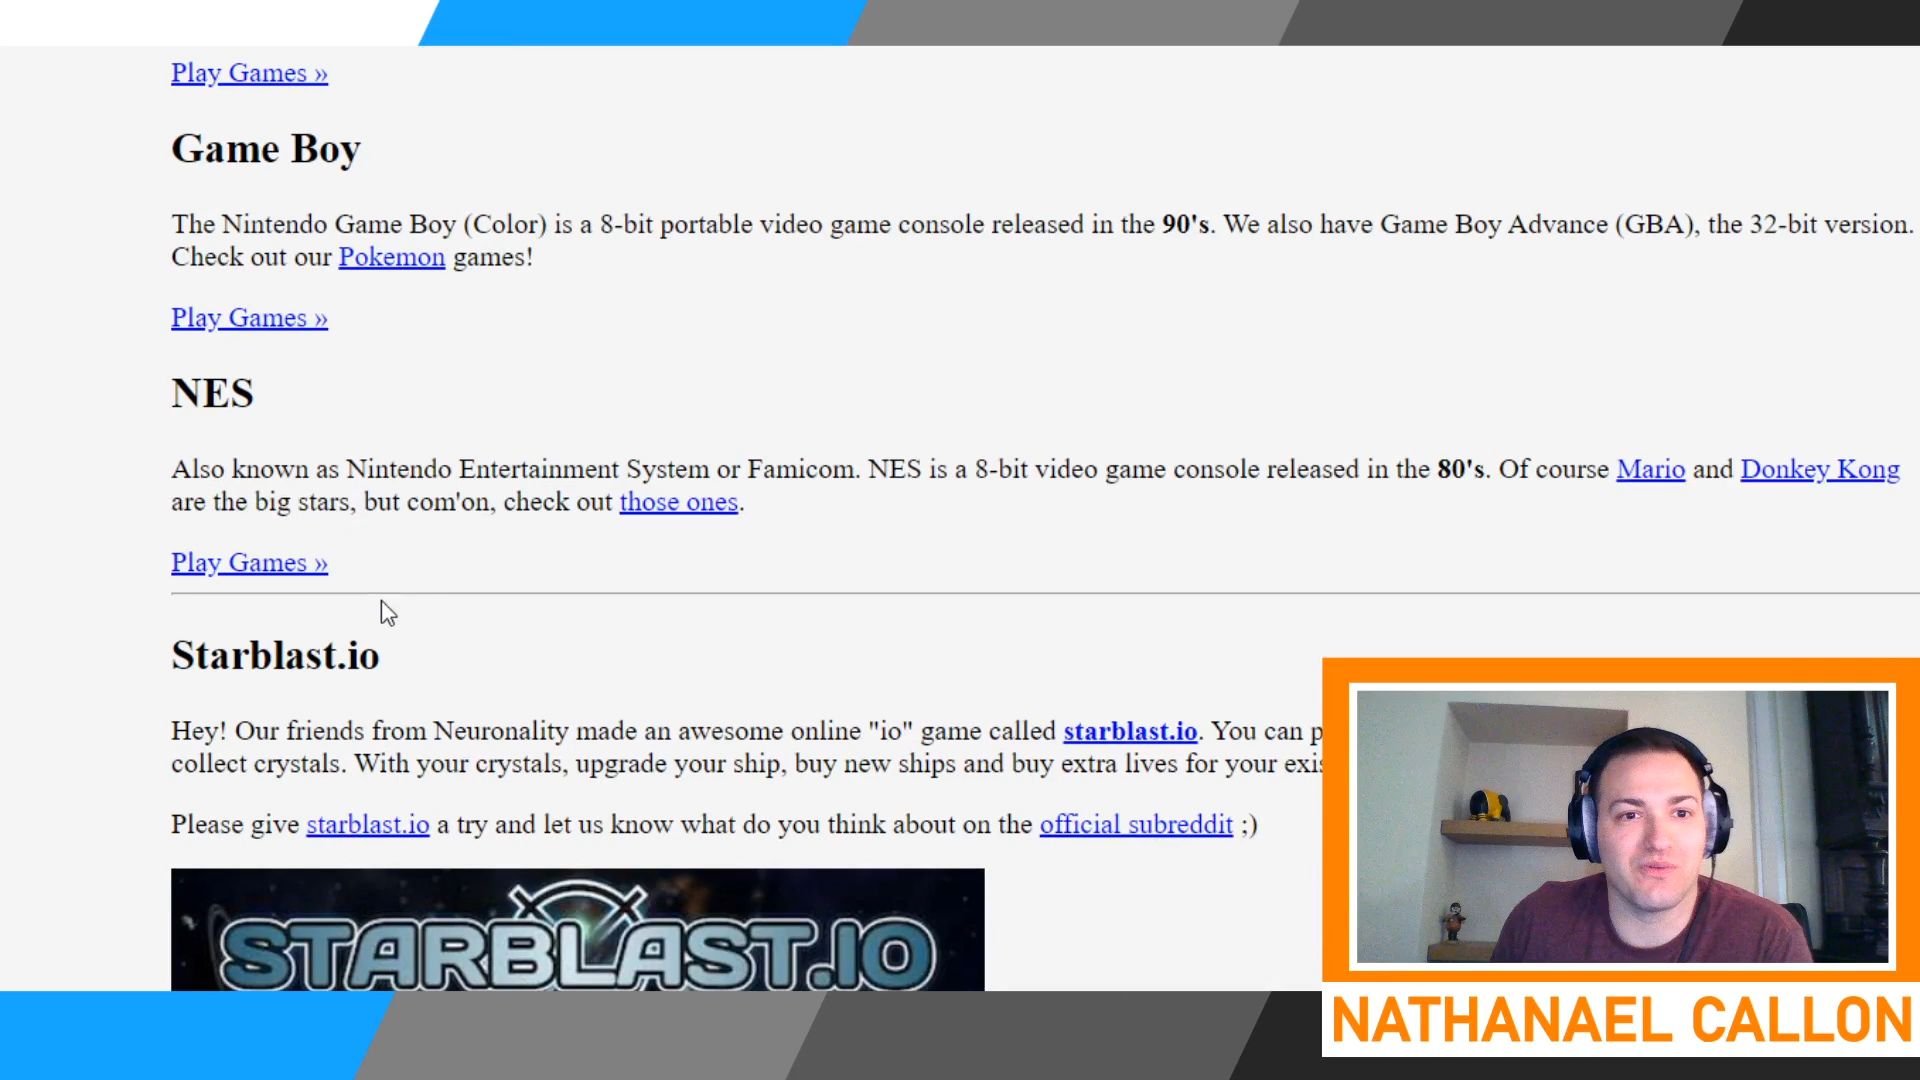 Play Games »
Game Boy
The Nintendo Game Boy (Color) is a 8-bit portable video game console released in the 90's. We also have Game Boy Advance (GBA), the 32-bit version.
Check out our Pokemon games!
Play Games »
NES
Also known as Nintendo Entertainment System or Famicom. NES is a 8-bit video game console released in the 80's. Of course Mario and Donkey Kong
are the big stars, but com'on, check out those ones.
Play Games »
Starblast.io
Hey! Our friends from Neuronality made an awesome online "io" game called starblast.io. You can
collect crystals. With your crystals, upgrade your ship, buy new ships and buy extra lives for your
Please give starblast.io a try and let us know what do you think about on the official subreddit ;)
STARBLAST.IO
NATHANAEL CALLON